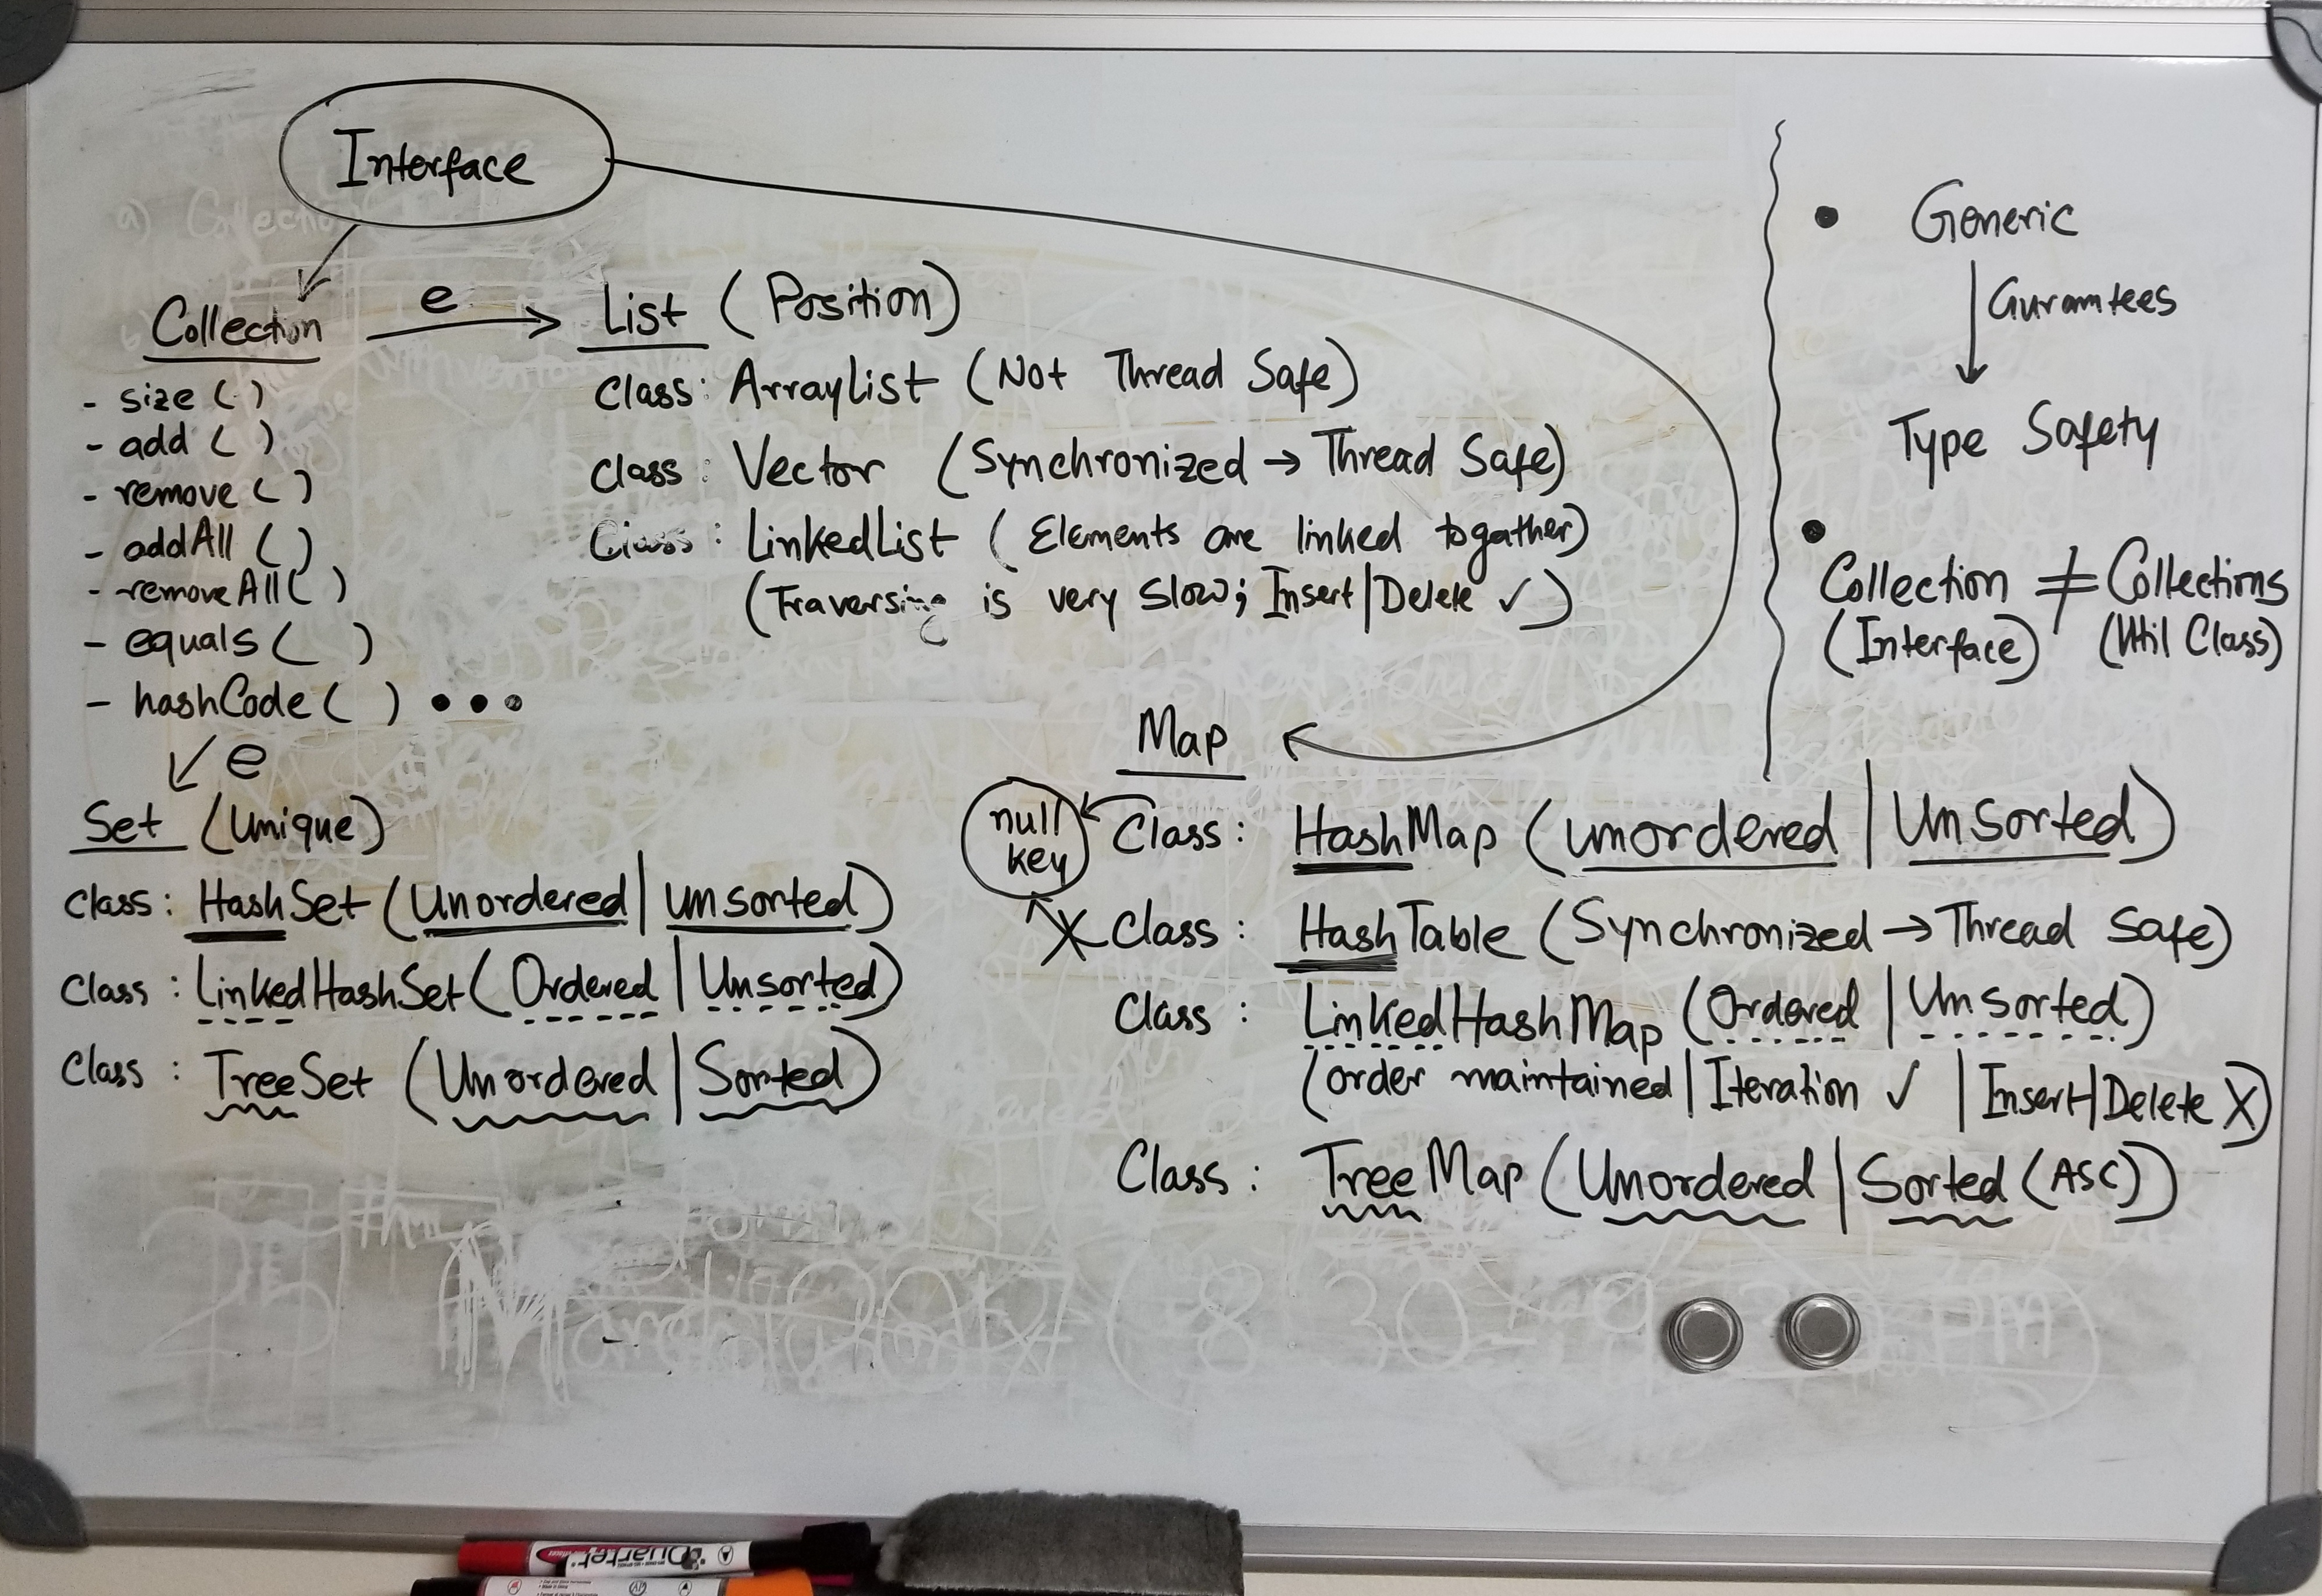 Interface
Collection
e
- size ( )
- add ( )
- remove ( )
- addAll ( )
- removeAll ( )
- equals ( )
- hashCode ( ) • • •
e
List ( Position )
Class : ArrayList ( Not Thread Safe )
Class : Vector ( Synchronized → Thread Safe )
Class : LinkedList ( Elements are linked togather )
( Traversing is very Slow; Insert | Delete ✓ )
Set ( Unique )
Class : HashSet ( Unordered | unsorted )
Class : LinkedHashSet ( Ordered | Unsorted )
Class : TreeSet ( Unordered | Sorted )
Map
null
key
Class : HashMap ( unordered | UnSorted )
X Class : HashTable ( Synchronized → Thread Safe )
Class : LinkedHashMap ( Ordered | UnSorted )
( order maintained | Iteration ✓ | Insert | Delete X )
Class : TreeMap ( Unordered | Sorted (ASC) )
• Generic
Gurantees
Type Safety
• Collection ≠ Collections
(Interface) (Util Class)
Quartet